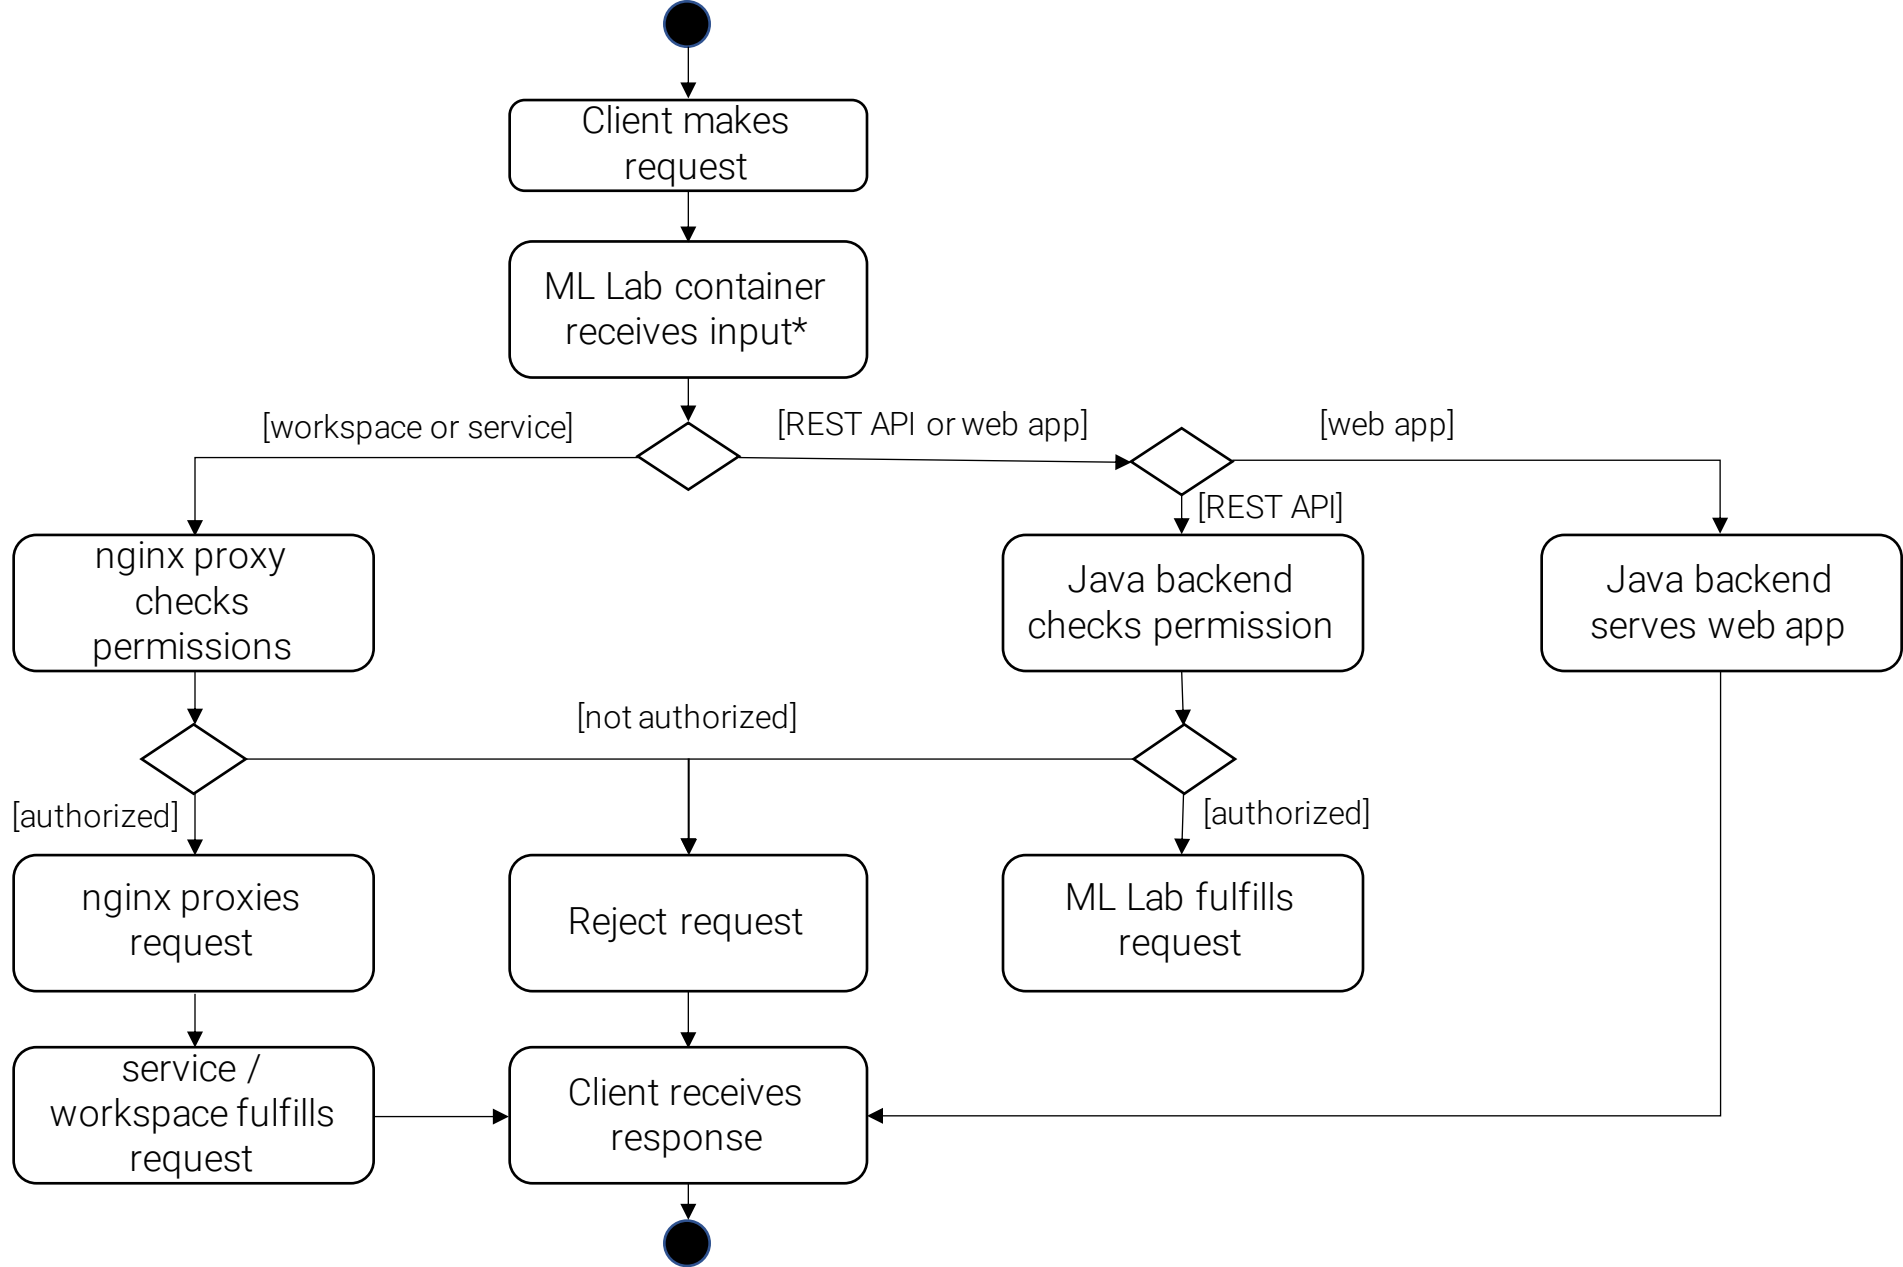 Client makes
request
ML Lab container
receives input*
[workspace or service]
[REST API or web app]
[web app]
[REST API]
nginx proxy
checks
permissions
Java backend
checks permission
Java backend
serves web app
[not authorized]
[authorized]
[authorized]
nginx proxies
request
Reject request
ML Lab fulfills
request
service /
workspace fulfills
request
Client receives
response